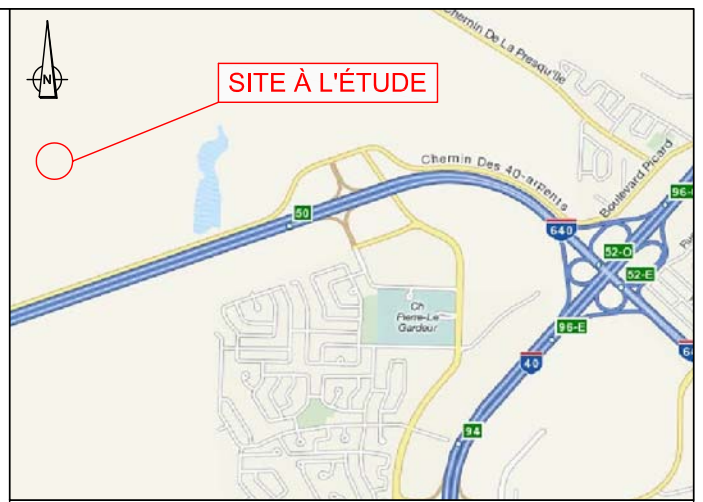 Chemin De La Presqu'île
N
SITE À L'ÉTUDE
Chemin Des 40-arpents
Boulevard Picard
50
640
52-O
52-E
Ch
Pierre-Le
Gardeur
96-E
40
94